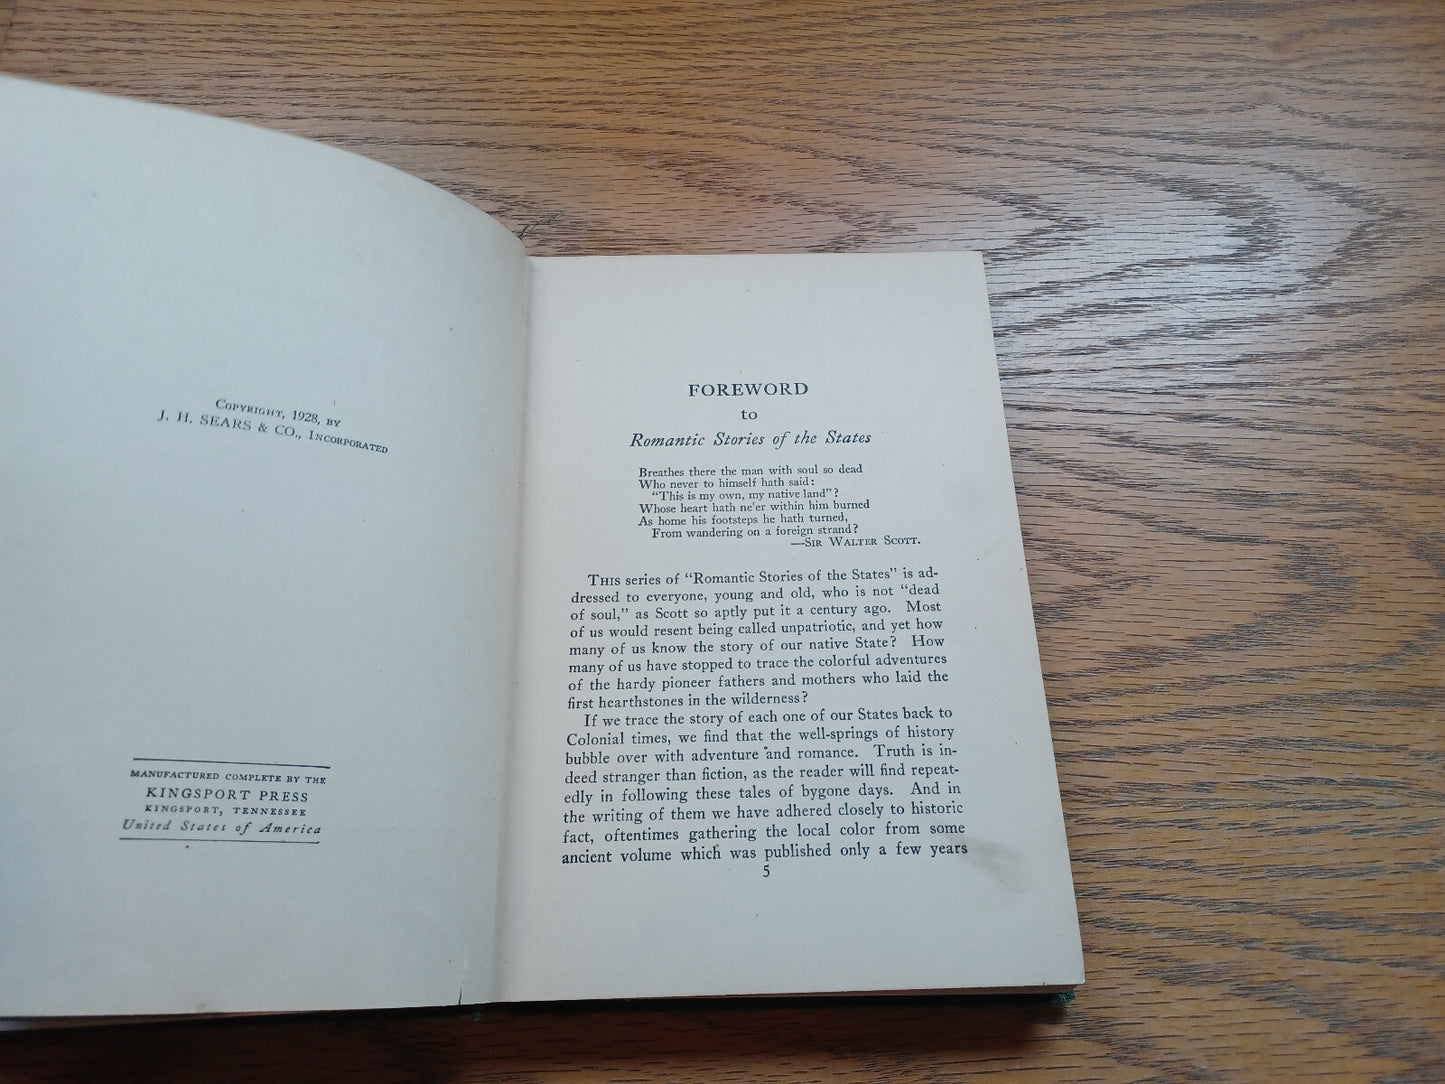 Copyright, 1928, by
J. H. SEARS & CO., Incorporated
MANUFACTURED COMPLETE BY THE
KINGSPORT PRESS
KINGSPORT, TENNESSEE
United States of America
FOREWORD
to
Romantic Stories of the States
Breathes there the man with soul so dead
Who never to himself hath said:
"This is my own, my native land"?
Whose heart hath ne'er within him burned
As home his footsteps he hath turned,
From wandering on a foreign strand?
—Sir Walter Scott.
This series of "Romantic Stories of the States" is ad-
dressed to everyone, young and old, who is not "dead
of soul," as Scott so aptly put it a century ago. Most
of us would resent being called unpatriotic, and yet how
many of us know the story of our native State? How
many of us have stopped to trace the colorful adventures
of the hardy pioneer fathers and mothers who laid the
first hearthstones in the wilderness?
If we trace the story of each one of our States back to
Colonial times, we find that the well-springs of history
bubble over with adventure and romance. Truth is in-
deed stranger than fiction, as the reader will find repeat-
edly in following these tales of bygone days. And in
the writing of them we have adhered closely to historic
fact, oftentimes gathering the local color from some
ancient volume which was published only a few years
5